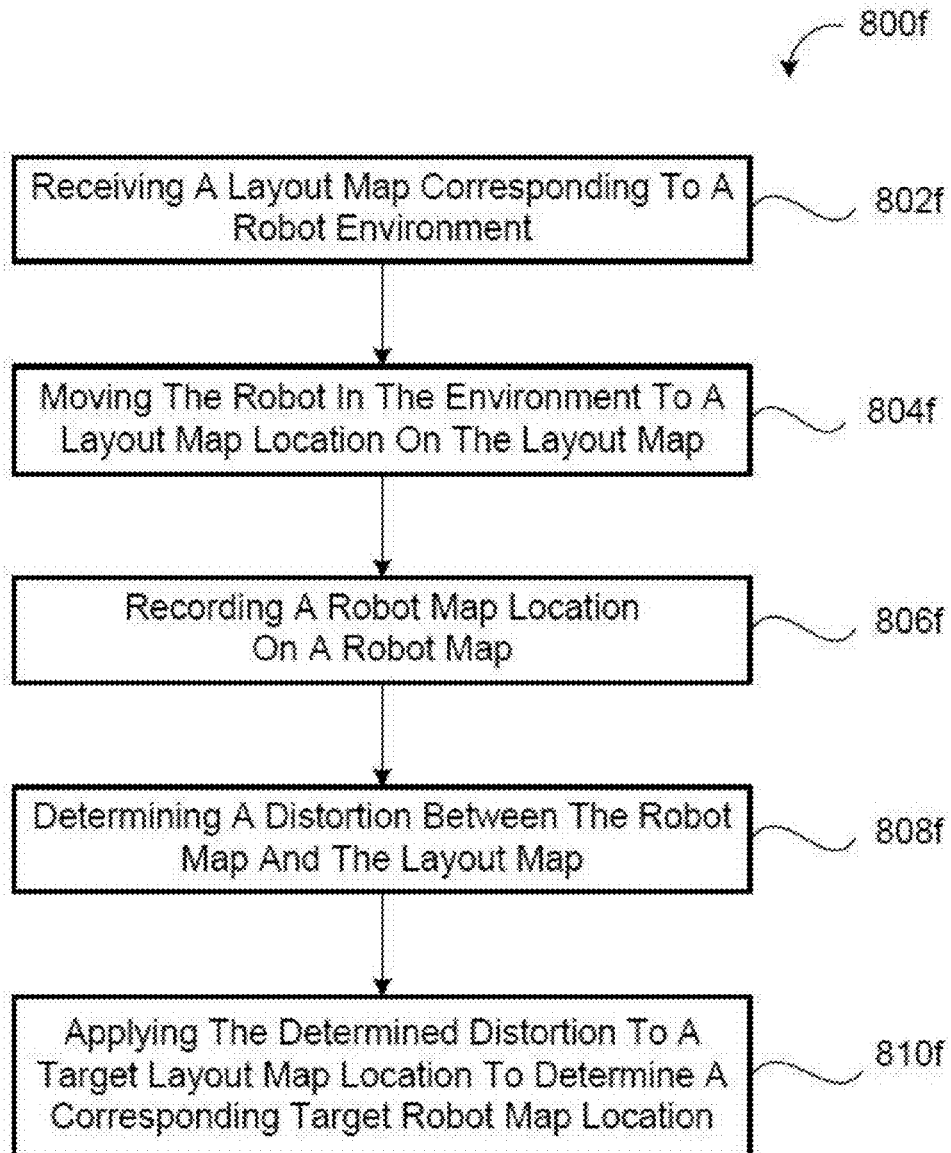 800f
Receiving A Layout Map Corresponding To A
Robot Environment
802f
Moving The Robot In The Environment To A
Layout Map Location On The Layout Map
804f
Recording A Robot Map Location
On A Robot Map
806f
Determining A Distortion Between The Robot
Map And The Layout Map
808f
Applying The Determined Distortion To A
Target Layout Map Location To Determine A
Corresponding Target Robot Map Location
810f